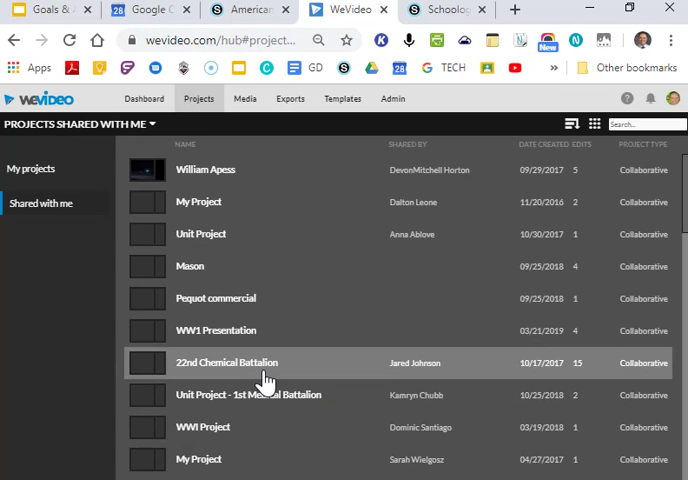 Goals & A
Google C
American
WeVideo
Schoolog
wevideo.com/hub#project...
Apps
GD
TECH
Other bookmarks
WeVIDEO
Dashboard
Projects
Media
Exports
Templates
Admin
PROJECTS SHARED WITH ME
Search...
My projects
Shared with me
NAME SHARED BY DATE CREATED EDITS PROJECT TYPE
William Apess DevonMitchell Horton 09/29/2017 5 Collaborative
My Project Dalton Leone 11/20/2016 2 Collaborative
Unit Project Anna Ablove 10/30/2017 1 Collaborative
Mason 09/25/2018 4 Collaborative
Pequot commercial 09/25/2018 1 Collaborative
WW1 Presentation 03/21/2019 4 Collaborative
22nd Chemical Battalion Jared Johnson 10/17/2017 15 Collaborative
Unit Project - 1st Medical Battalion Kamryn Chubb 10/25/2018 2 Collaborative
WWI Project Dominic Santiago 03/19/2018 1 Collaborative
My Project Sarah Wielgosz 04/27/2017 1 Collaborative